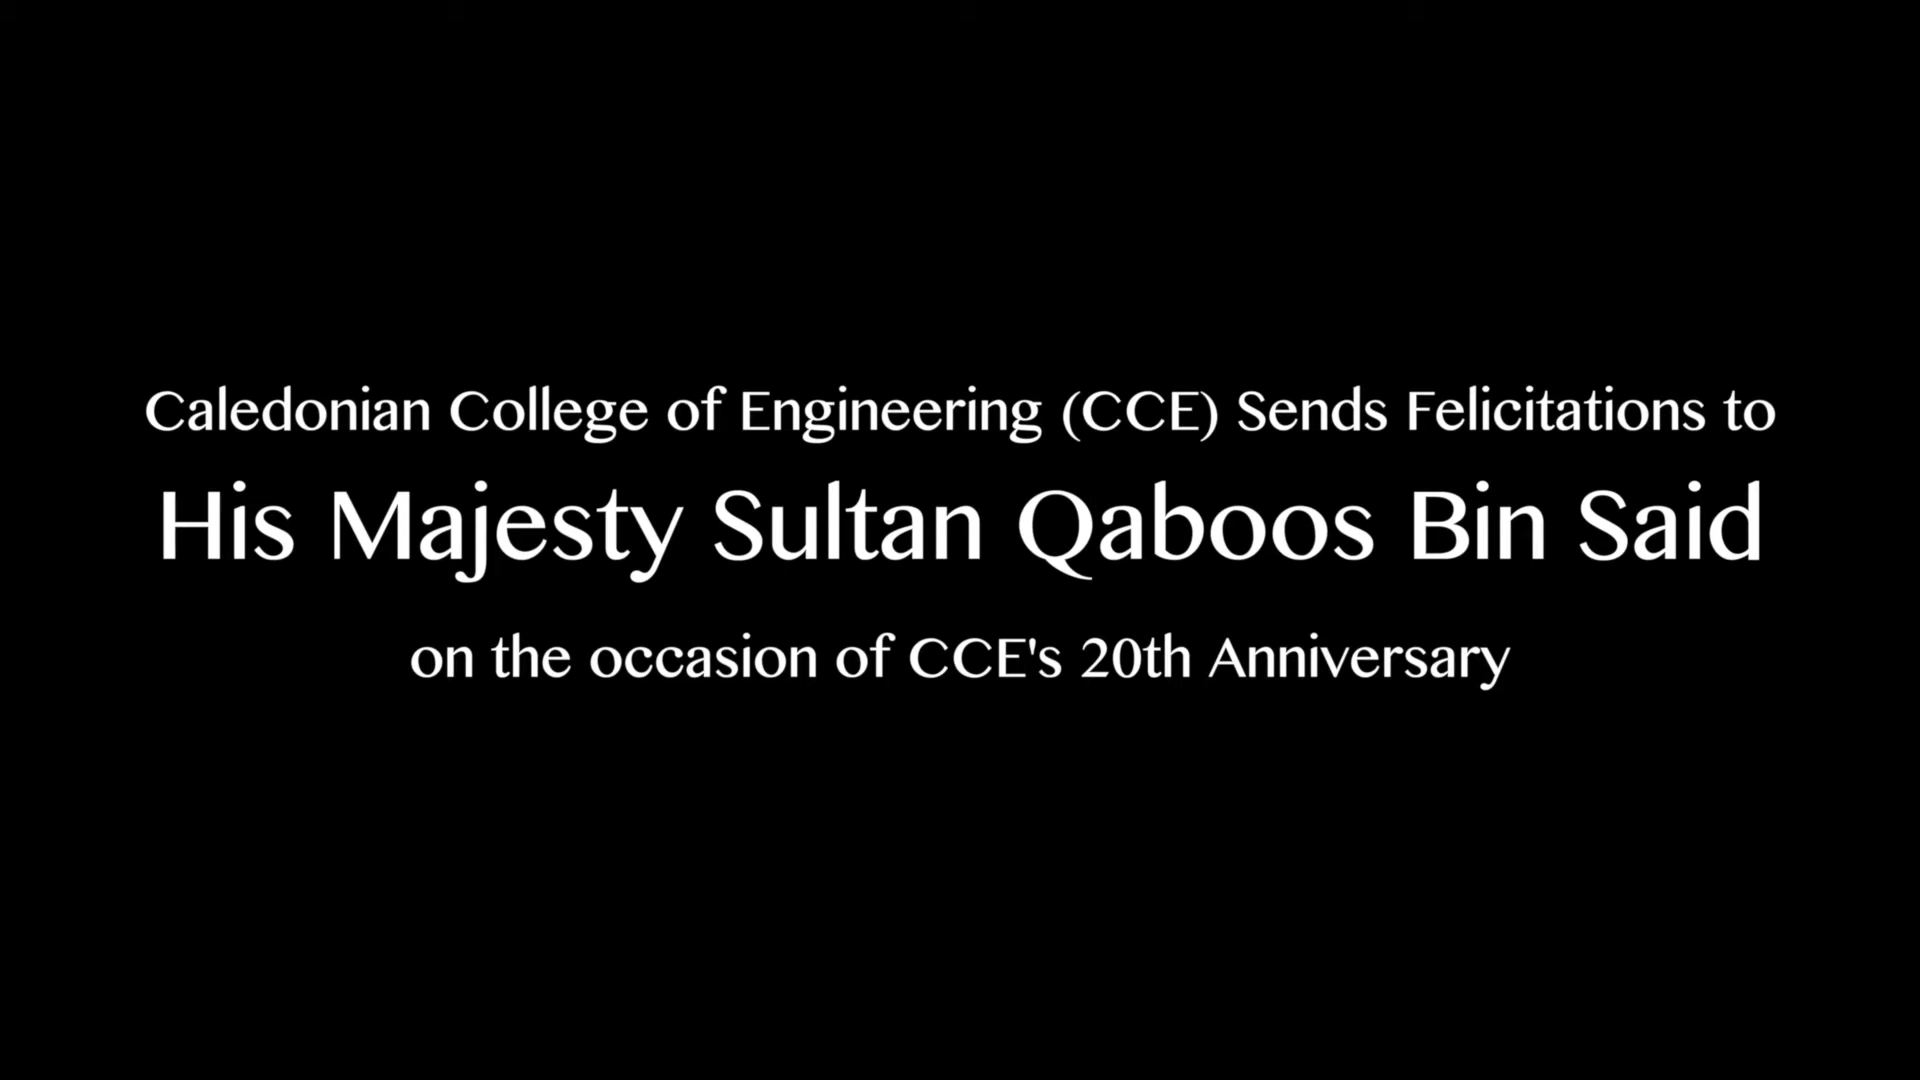 Caledonian College of Engineering (CCE) Sends Felicitations to
His Majesty Sultan Qaboos Bin Said
on the occasion of CCE's 20th Anniversary